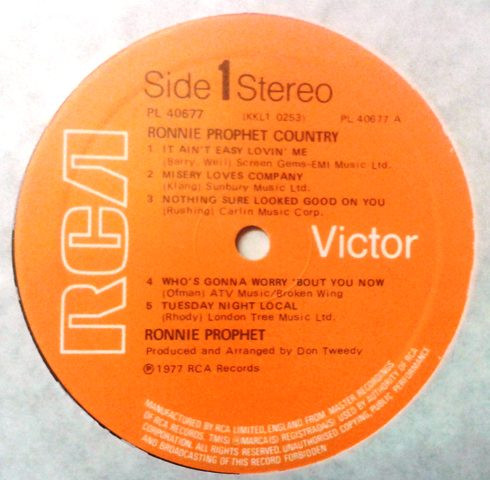 Side 1 Stereo
PL 40677 (KKL1 0253) PL 40677 A
RONNIE PROPHET COUNTRY
1 IT AIN'T EASY LOVIN' ME
(Barry, Weil) Screen Gems-EMI Music Ltd.
2 MISERY LOVES COMPANY
(Klang) Sunbury Music Ltd.
3 NOTHING SURE LOOKED GOOD ON YOU
(Rushing) Carlin Music Corp.
RCA Victor
4 WHO'S GONNA WORRY 'BOUT YOU NOW
(Ofman) ATV Music/Broken Wing
5 TUESDAY NIGHT LOCAL
(Rhody) London Tree Music Ltd.
RONNIE PROPHET
Produced and Arranged by Don Tweedy
Ⓟ 1977 RCA Records
MANUFACTURED BY RCA LIMITED, ENGLAND, FROM MASTER RECORDINGS
OF RCA RECORDS. TM(S) ® MARCA(S) REGISTRADA(S) USED BY AUTHORITY OF RCA
CORPORATION. ALL RIGHTS RESERVED. UNAUTHORISED COPYING, PUBLIC PERFORMANCE
AND BROADCASTING OF THIS RECORD FORBIDDEN